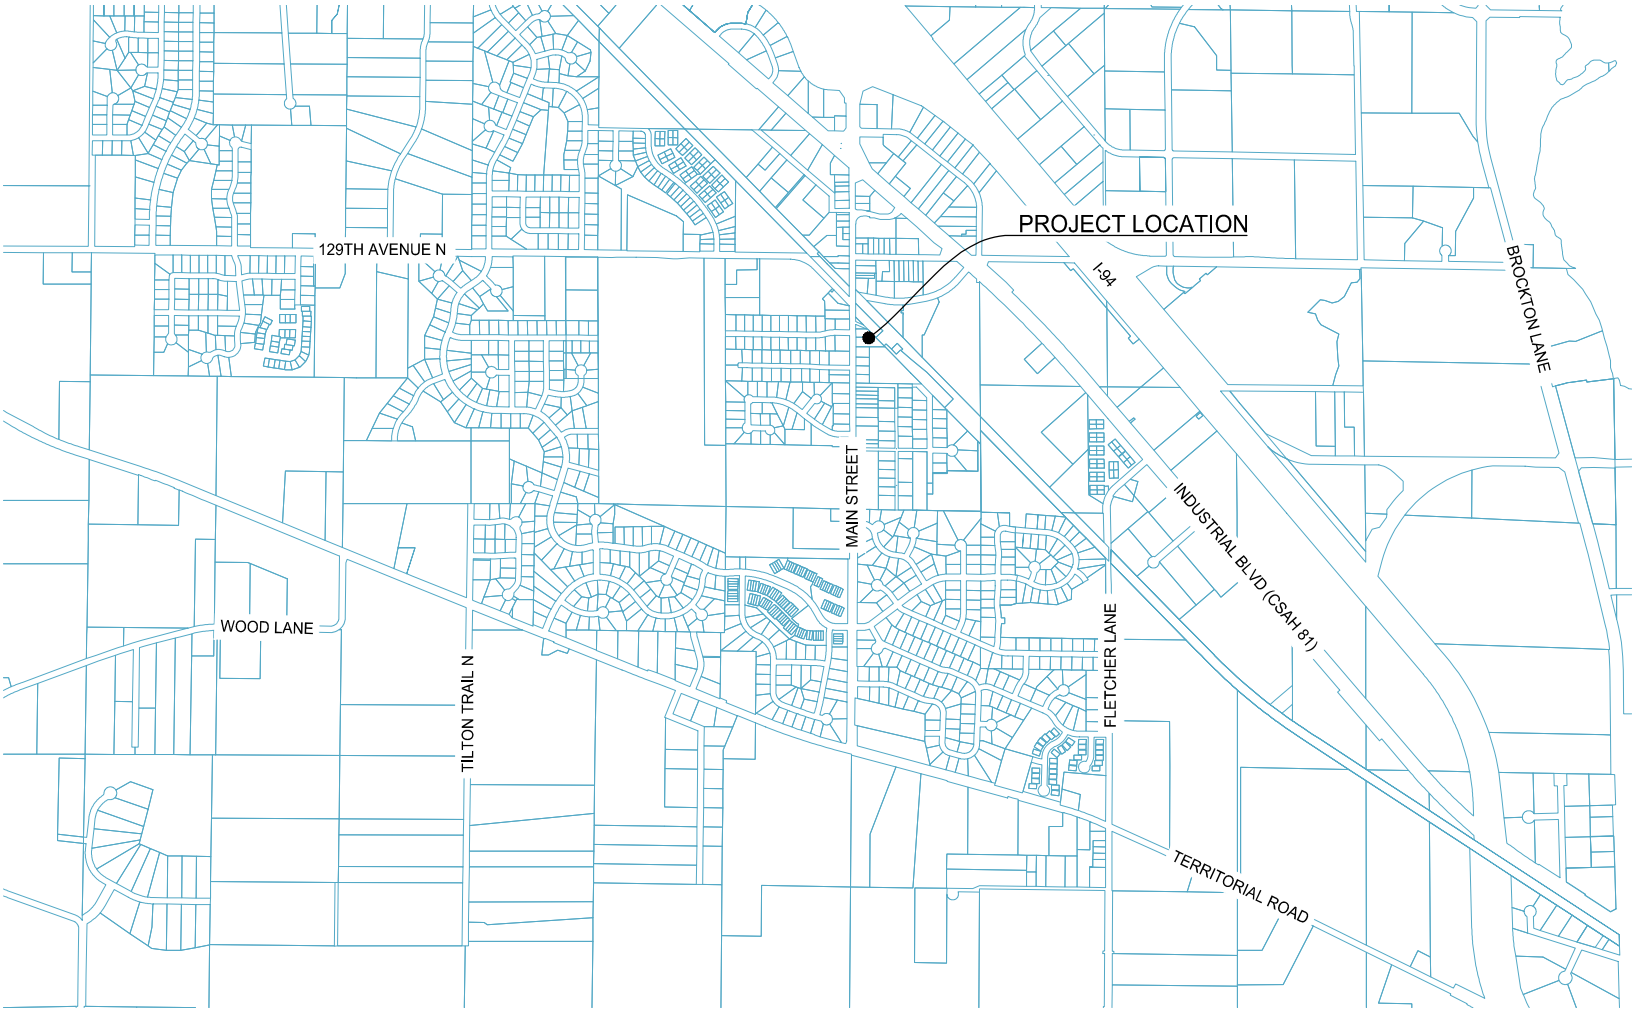 PROJECT LOCATION
129TH AVENUE N
I-94
BROCKTON LANE
MAIN STREET
INDUSTRIAL BLVD (CSAH 81)
WOOD LANE
TILTON TRAIL N
FLETCHER LANE
TERRITORIAL ROAD